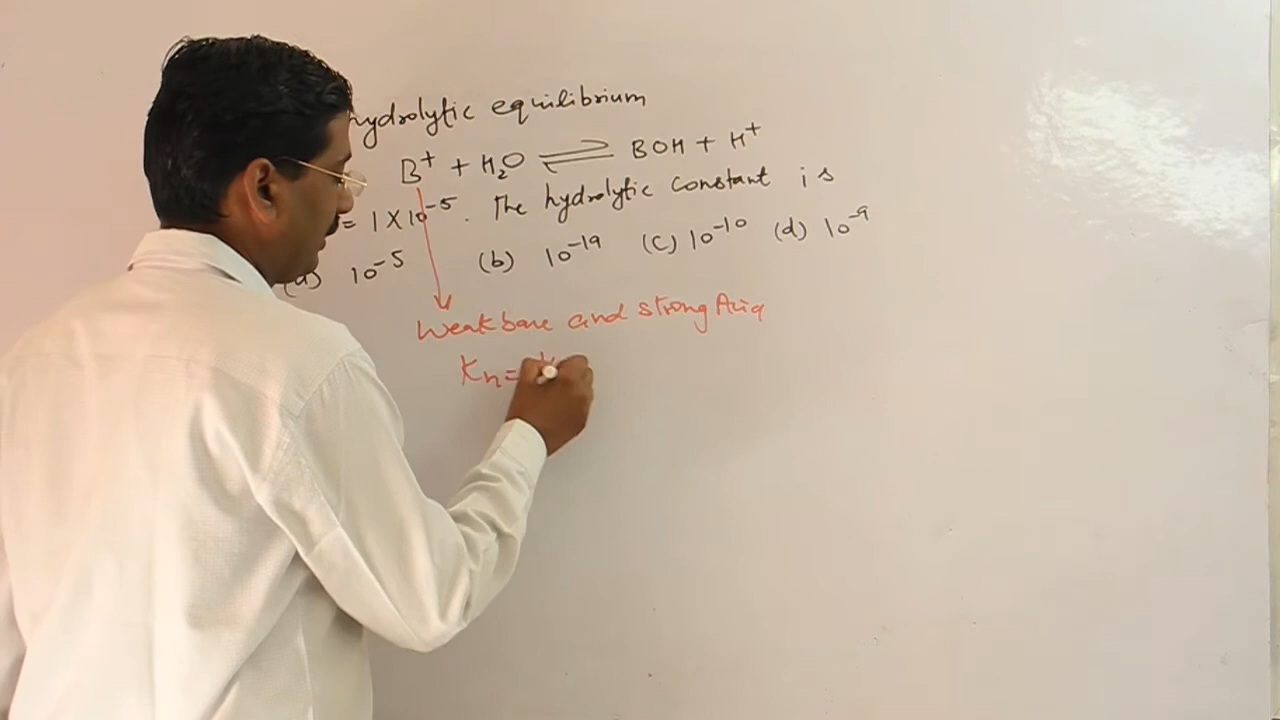 hydrolytic equilibrium
B⁺ + H₂O ⇌ BOH + H⁺
= 1 × 10⁻⁵. The hydrolytic constant is
(a) 10⁻⁵ (b) 10⁻¹⁹ (c) 10⁻¹⁰ (d) 10⁻⁹
Weak base and strong Acid
Kₕ =